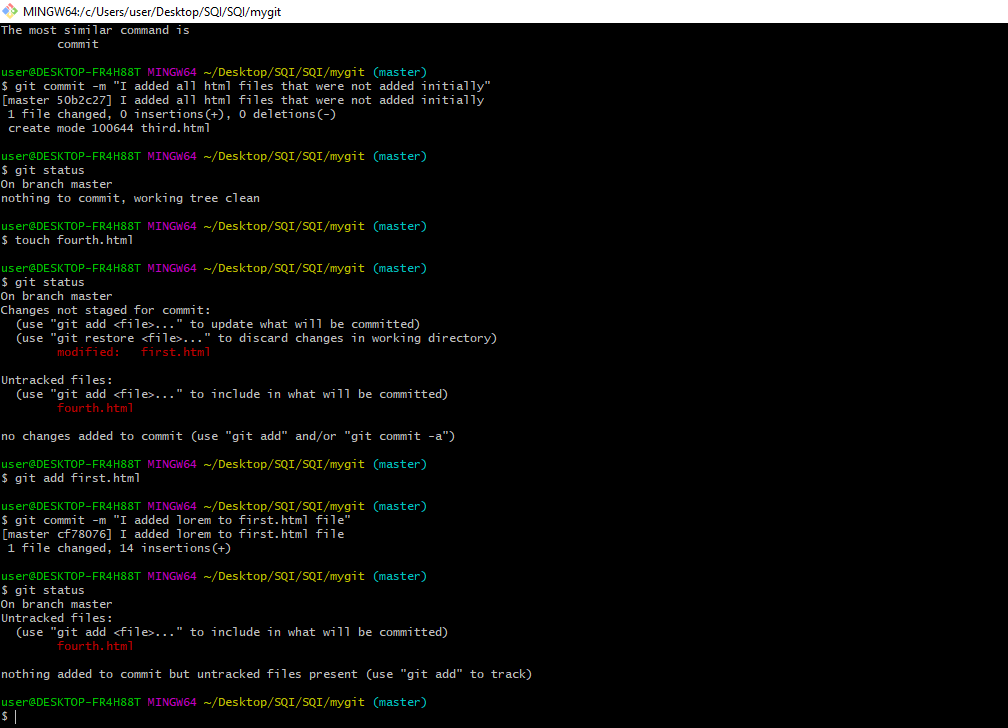 MINGW64:/c/Users/user/Desktop/SQI/SQI/mygit
The most similar command is
        commit
user@DESKTOP-FR4H88T MINGW64 ~/Desktop/SQI/SQI/mygit (master)
$ git commit -m "I added all html files that were not added initially"
[master 50b2c27] I added all html files that were not added initially
 1 file changed, 0 insertions(+), 0 deletions(-)
 create mode 100644 third.html
user@DESKTOP-FR4H88T MINGW64 ~/Desktop/SQI/SQI/mygit (master)
$ git status
On branch master
nothing to commit, working tree clean
user@DESKTOP-FR4H88T MINGW64 ~/Desktop/SQI/SQI/mygit (master)
$ touch fourth.html
user@DESKTOP-FR4H88T MINGW64 ~/Desktop/SQI/SQI/mygit (master)
$ git status
On branch master
Changes not staged for commit:
  (use "git add <file>..." to update what will be committed)
  (use "git restore <file>..." to discard changes in working directory)
        modified:   first.html
Untracked files:
  (use "git add <file>..." to include in what will be committed)
        fourth.html
no changes added to commit (use "git add" and/or "git commit -a")
user@DESKTOP-FR4H88T MINGW64 ~/Desktop/SQI/SQI/mygit (master)
$ git add first.html
user@DESKTOP-FR4H88T MINGW64 ~/Desktop/SQI/SQI/mygit (master)
$ git commit -m "I added lorem to first.html file"
[master cf78076] I added lorem to first.html file
 1 file changed, 14 insertions(+)
user@DESKTOP-FR4H88T MINGW64 ~/Desktop/SQI/SQI/mygit (master)
$ git status
On branch master
Untracked files:
  (use "git add <file>..." to include in what will be committed)
        fourth.html
nothing added to commit but untracked files present (use "git add" to track)
user@DESKTOP-FR4H88T MINGW64 ~/Desktop/SQI/SQI/mygit (master)
$